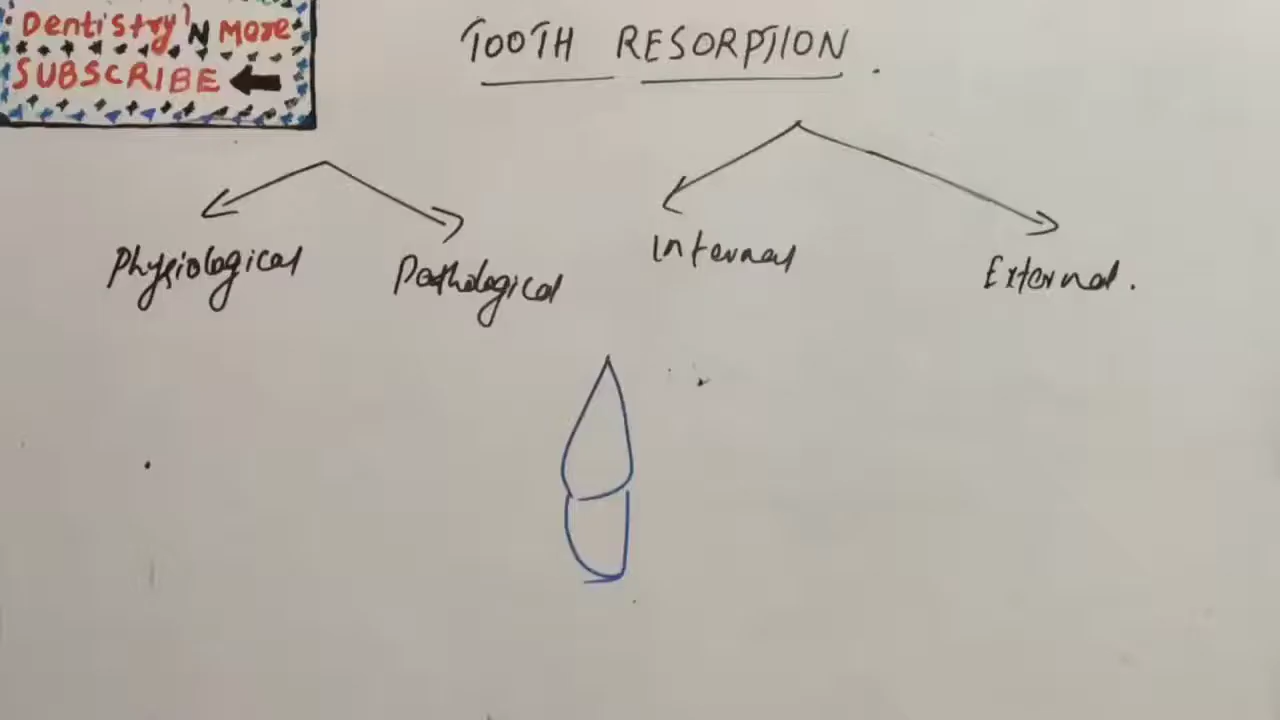 Dentistry'N More
SUBSCRIBE
TOOTH RESORPTION.
Physiological
Pathological
Internal
External.